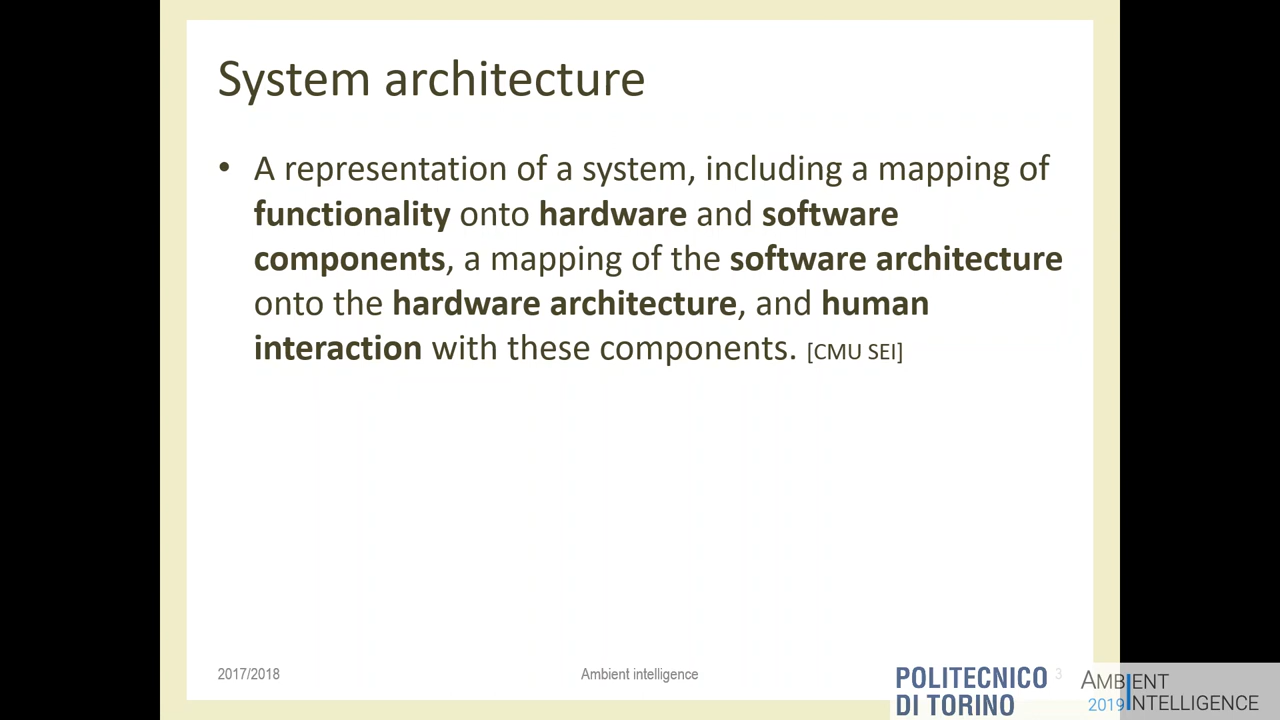 System architecture
• A representation of a system, including a mapping of
functionality onto hardware and software
components, a mapping of the software architecture
onto the hardware architecture, and human
interaction with these components. [CMU SEI]
2017/2018
Ambient intelligence
3
POLITECNICO
DI TORINO
AMBIENT
2019 INTELLIGENCE